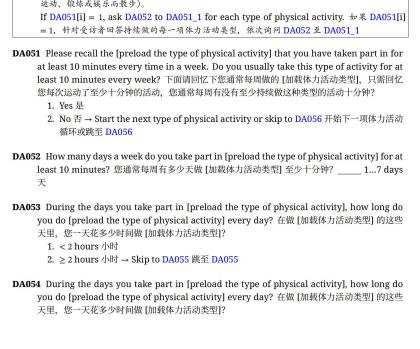 运动、锻炼或娱乐而散步)。
If DA051[i] = 1, ask DA052 to DA051_1 for each type of physical activity. 如果 DA051[i]
= 1，针对受访者回答持续做的每一项体力活动类型，依次询问 DA052 至 DA051_1
DA051 Please recall the [preload the type of physical activity] that you have taken part in for
at least 10 minutes every time in a week. Do you usually take this type of activity for
at least 10 minutes every week? 下面请回忆下您通常每周做的 [加载体力活动类型]，只需回忆
您每次运动了至少十分钟的活动，您通常每周有没有至少持续做这种类型的活动十分钟?
1. Yes 是
2. No 否 → Start the next type of physical activity or skip to DA056 开始下一项体力活动
循环或跳至 DA056
DA052 How many days a week do you take part in [preload the type of physical activity] for at
least 10 minutes? 您通常每周有多少天做 [加载体力活动类型] 至少十分钟? _____ 1...7 days
天
DA053 During the days you take part in [preload the type of physical activity], how long do
you do [preload the type of physical activity] every day? 在做 [加载体力活动类型] 的这些
天里，您一天花多少时间做 [加载体力活动类型]?
1. < 2 hours 小时
2. ≥ 2 hours 小时 → Skip to DA055 跳至 DA055
DA054 During the days you take part in [preload the type of physical activity], how long do
you do [preload the type of physical activity] every day? 在做 [加载体力活动类型] 的这些
天里，您一天花多少时间做 [加载体力活动类型]?